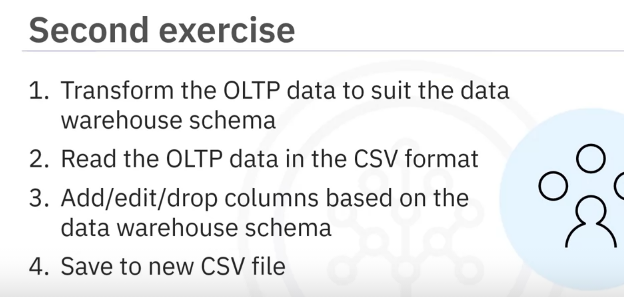 Second exercise
1. Transform the OLTP data to suit the data
warehouse schema
2. Read the OLTP data in the CSV format
3. Add/edit/drop columns based on the
data warehouse schema
4. Save to new CSV file